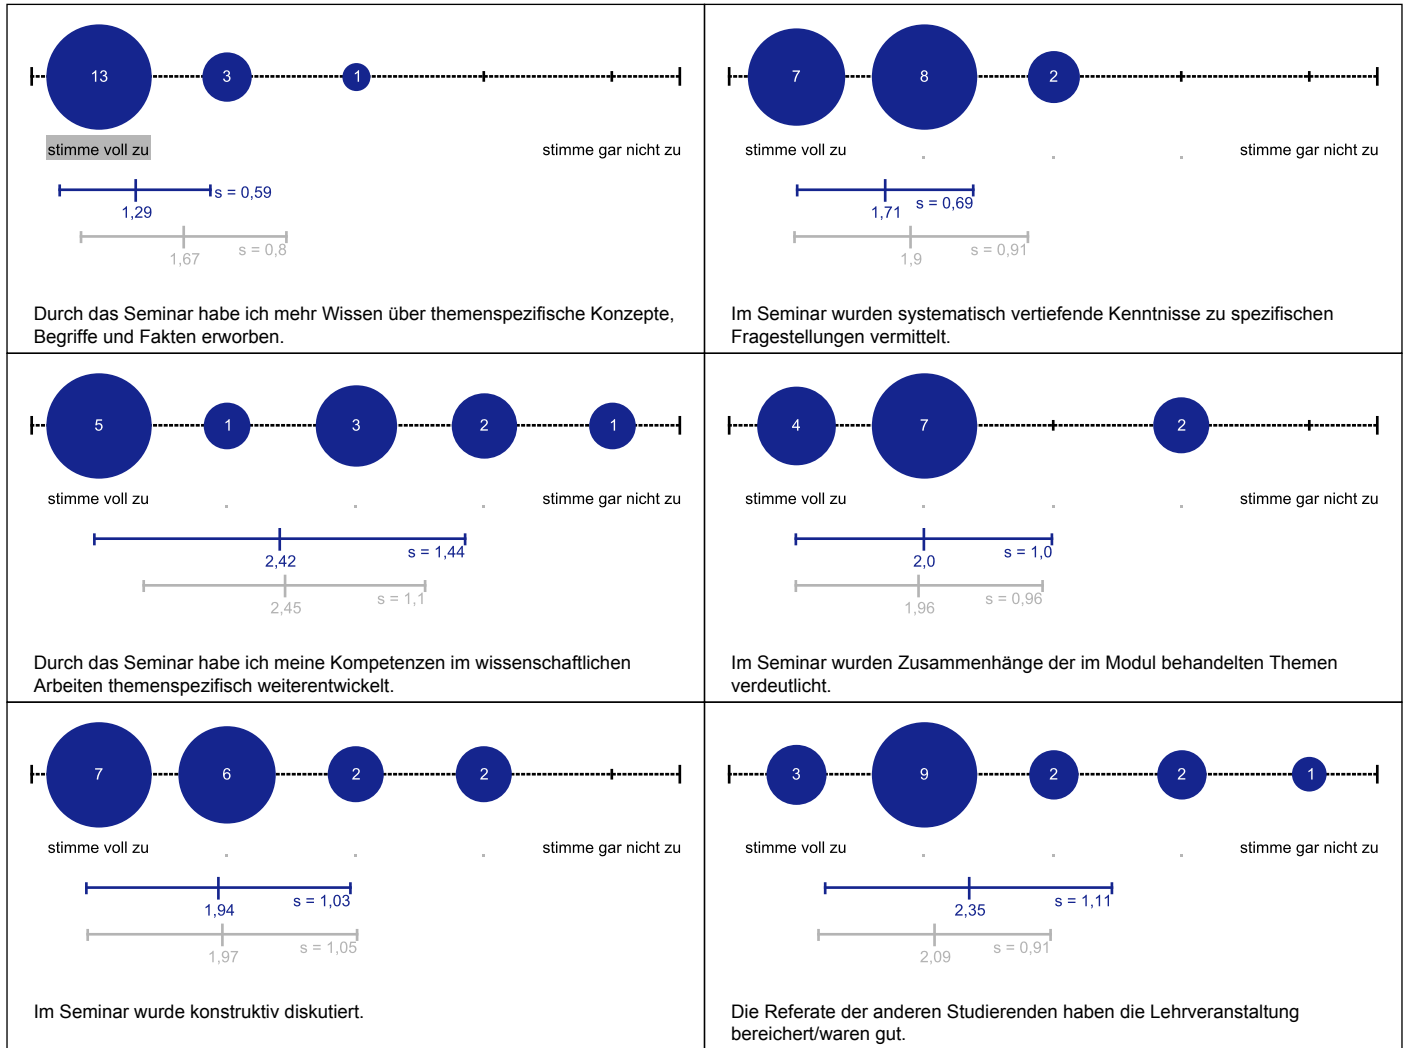 13 3 1
stimme voll zu stimme gar nicht zu
s = 0,59
1,29
s = 0,8
1,67
Durch das Seminar habe ich mehr Wissen über themenspezifische Konzepte,
Begriffe und Fakten erworben.
7 8 2
stimme voll zu . . . stimme gar nicht zu
s = 0,69
1,71
s = 0,91
1,9
Im Seminar wurden systematisch vertiefende Kenntnisse zu spezifischen
Fragestellungen vermittelt.
5 1 3 2 1
stimme voll zu . . . stimme gar nicht zu
s = 1,44
2,42
s = 1,1
2,45
Durch das Seminar habe ich meine Kompetenzen im wissenschaftlichen
Arbeiten themenspezifisch weiterentwickelt.
4 7 2
stimme voll zu . . . stimme gar nicht zu
s = 1,0
2,0
s = 0,96
1,96
Im Seminar wurden Zusammenhänge der im Modul behandelten Themen
verdeutlicht.
7 6 2 2
stimme voll zu . . . stimme gar nicht zu
s = 1,03
1,94
s = 1,05
1,97
Im Seminar wurde konstruktiv diskutiert.
3 9 2 2 1
stimme voll zu . . . stimme gar nicht zu
s = 1,11
2,35
s = 0,91
2,09
Die Referate der anderen Studierenden haben die Lehrveranstaltung
bereichert/waren gut.